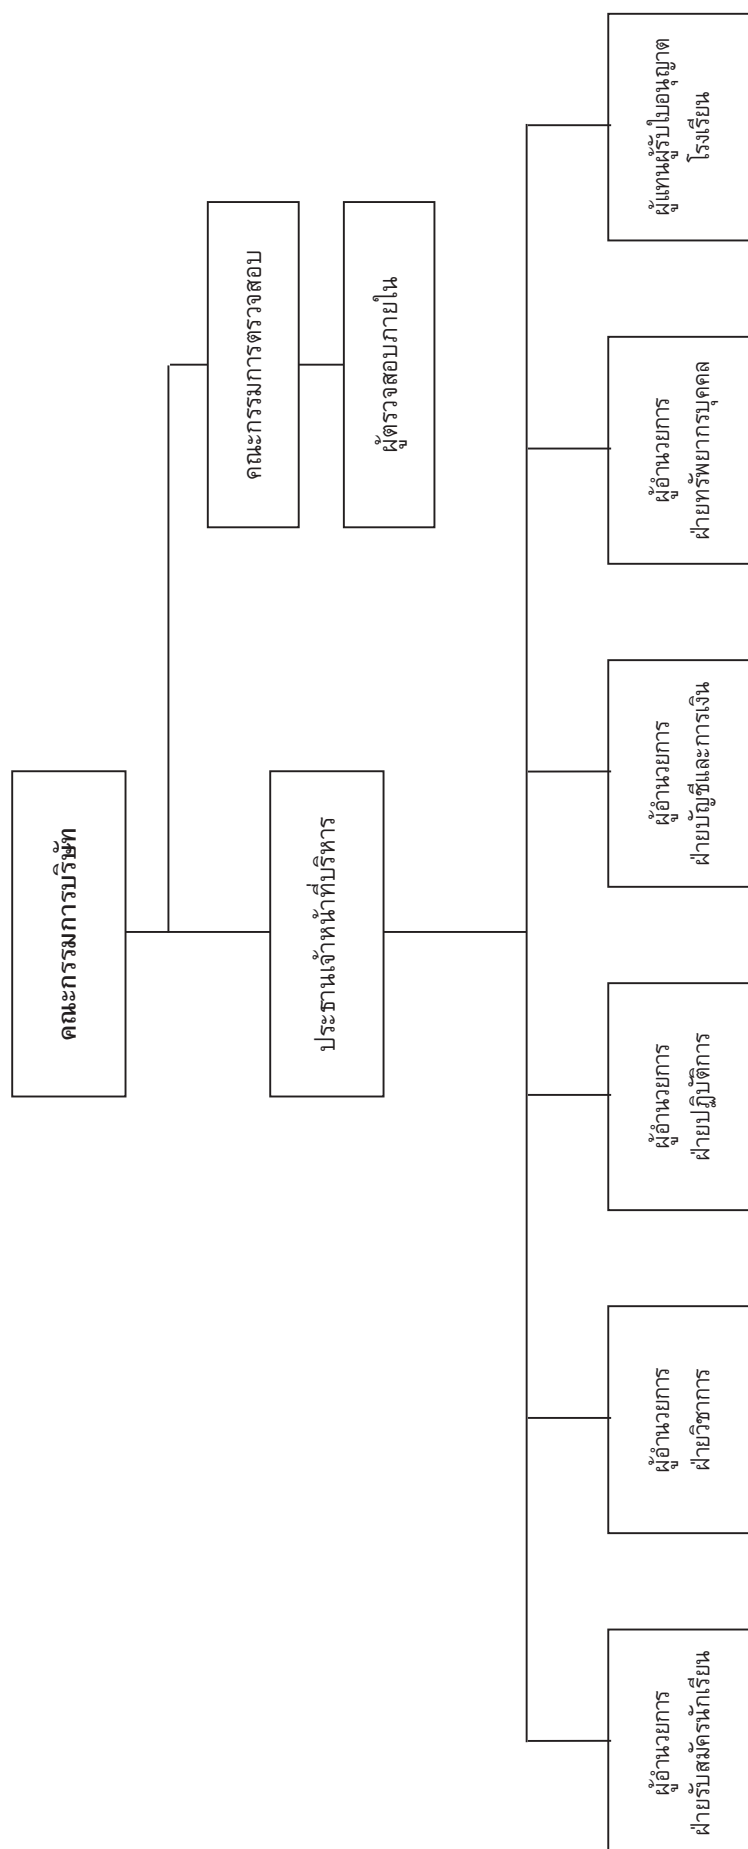 คณะกรรมการบริษัท
คณะกรรมการตรวจสอบ
ประธานเจ้าหน้าที่บริหาร
ผู้ตรวจสอบภายใน
ผู้อำนวยการ
ฝ่ายรับสมัครนักเรียน
ผู้อำนวยการ
ฝ่ายวิชาการ
ผู้อำนวยการ
ฝ่ายปฏิบัติการ
ผู้อำนวยการ
ฝ่ายบัญชีและการเงิน
ผู้อำนวยการ
ฝ่ายทรัพยากรบุคคล
ผู้แทนผู้รับใบอนุญาต
โรงเรียน